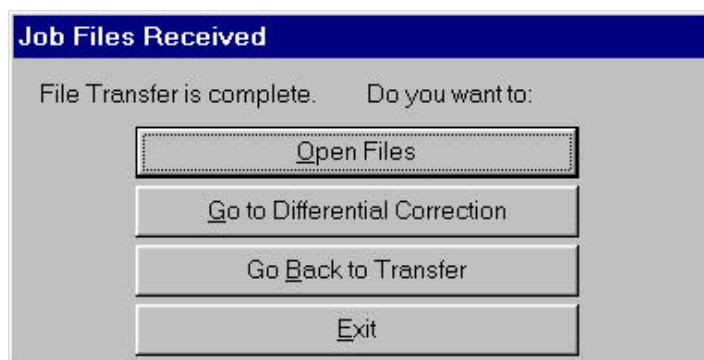 Job Files Received
File Transfer is complete. Do you want to:
Open Files
Go to Differential Correction
Go Back to Transfer
Exit